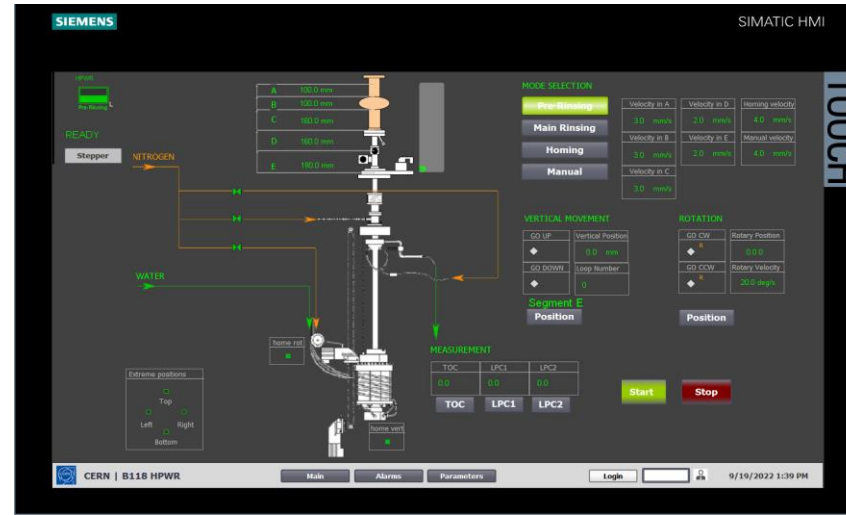 SIEMENS
SIMATIC HMI
TOUCH
Pre-Rinsing
READY
Stepper
NITROGEN
WATER
A 100.0 mm
B 100.0 mm
C 160.0 mm
D 160.0 mm
E 190.0 mm
MODE SELECTION
Pre-Rinsing
Main Rinsing
Homing
Manual
Velocity in A Velocity in D Homing velocity
3.0 mm/s 2.0 mm/s 4.0 mm/s
Velocity in B Velocity in E Manual velocity
3.0 mm/s 2.0 mm/s 4.0 mm/s
Velocity in C
3.0 mm/s
VERTICAL MOVEMENT
GO UP Vertical Position
0.0 mm
GO DOWN Loop Number
0
Segment E
Position
ROTATION
GO CW Rotary Position
R 0.0.0
GO CCW Rotary Velocity
R 20.0 deg/s
Position
home rot
home vert
Extreme positions
Top
Left Right
Bottom
MEASUREMENT
TOC LPC1 LPC2
0.0 0.0 0.0
TOC LPC1 LPC2
Start Stop
CERN | B118 HPWR
Main Alarms Parameters
Login
9/19/2022 1:39 PM